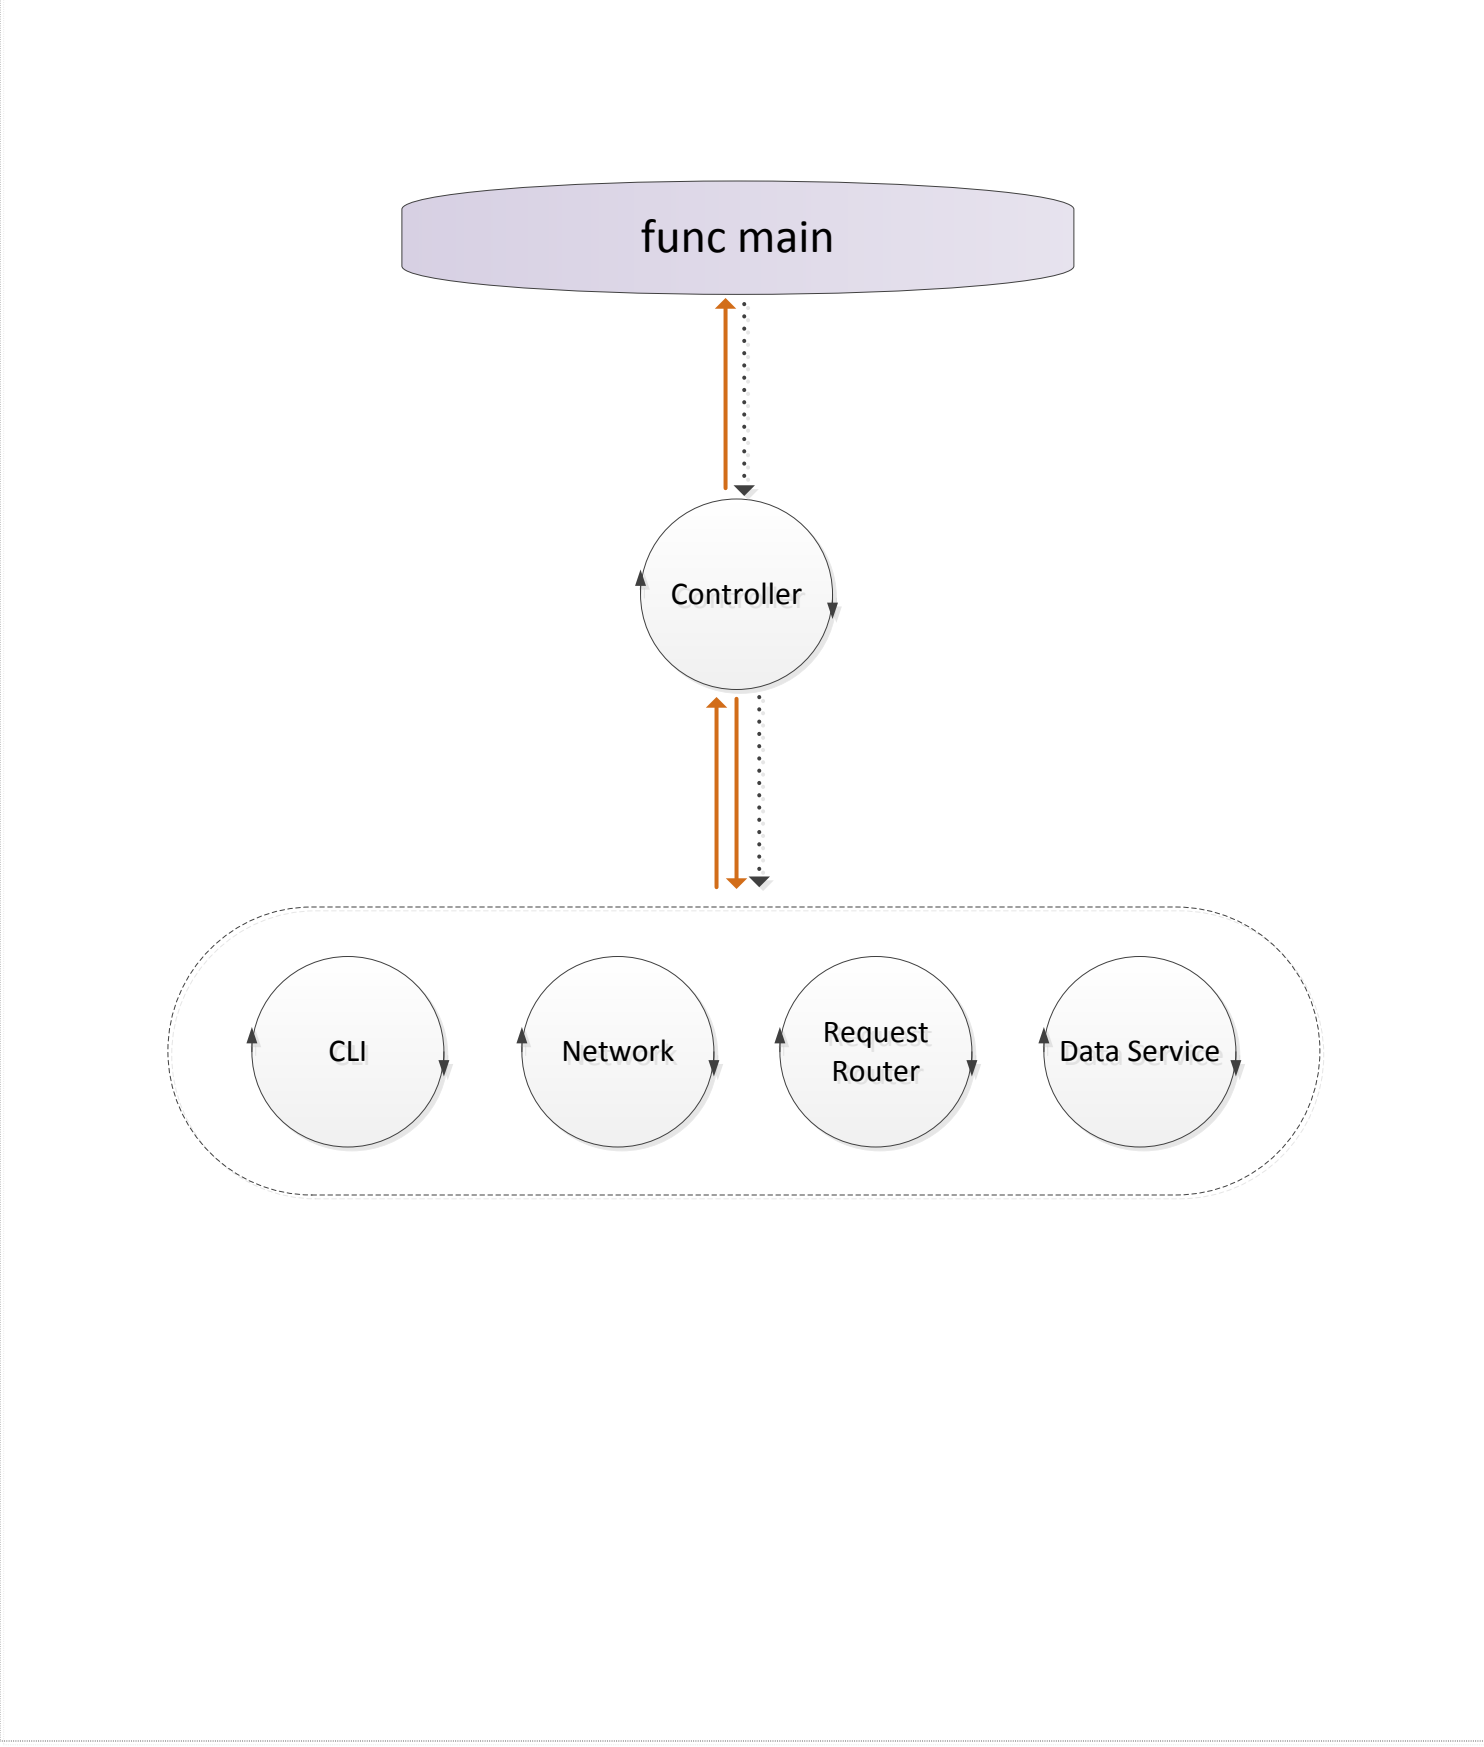 func main
Controller
CLI
Network
Request
Router
Data Service